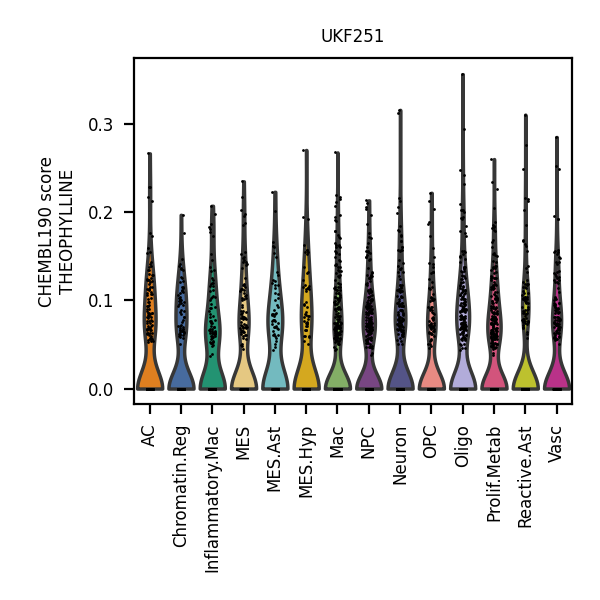 UKF251
CHEMBL190 score
THEOPHYLLINE
0.3
0.2
0.1
0.0
AC
Chromatin.Reg
Inflammatory.Mac
MES
MES.Ast
MES.Hyp
Mac
NPC
Neuron
OPC
Oligo
Prolif.Metab
Reactive.Ast
Vasc